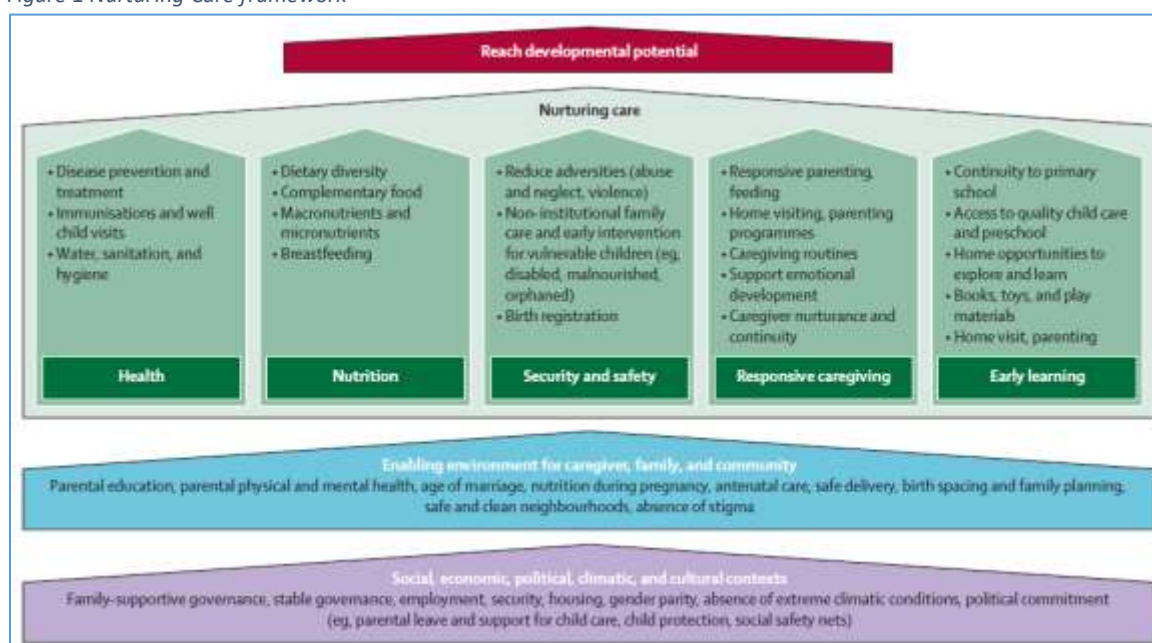 Figure 1 Nurturing Care framework
Reach developmental potential
Nurturing care
• Disease prevention and
treatment
• Immunisations and well
child visits
• Water, sanitation, and
hygiene
Health
• Dietary diversity
• Complementary food
• Macronutrients and
micronutrients
• Breastfeeding
Nutrition
• Reduce adversities (abuse
and neglect, violence)
• Non-institutional family
care and early intervention
for vulnerable children (eg,
disabled, malnourished,
orphaned)
• Birth registration
Security and safety
• Responsive parenting,
feeding
• Home visiting, parenting
programmes
• Caregiving routines
• Support emotional
development
• Caregiver nurturance and
continuity
Responsive caregiving
• Continuity to primary
school
• Access to quality child care
and preschool
• Home opportunities to
explore and learn
• Books, toys, and play
materials
• Home visit, parenting
Early learning
Enabling environment for caregiver, family, and community
Parental education, parental physical and mental health, age of marriage, nutrition during pregnancy, antenatal care, safe delivery, birth spacing and family planning,
safe and clean neighbourhoods, absence of stigma
Social, economic, political, climatic, and cultural contexts
Family-supportive governance, stable governance, employment, security, housing, gender parity, absence of extreme climatic conditions, political commitment
(eg, parental leave and support for child care, child protection, social safety nets)